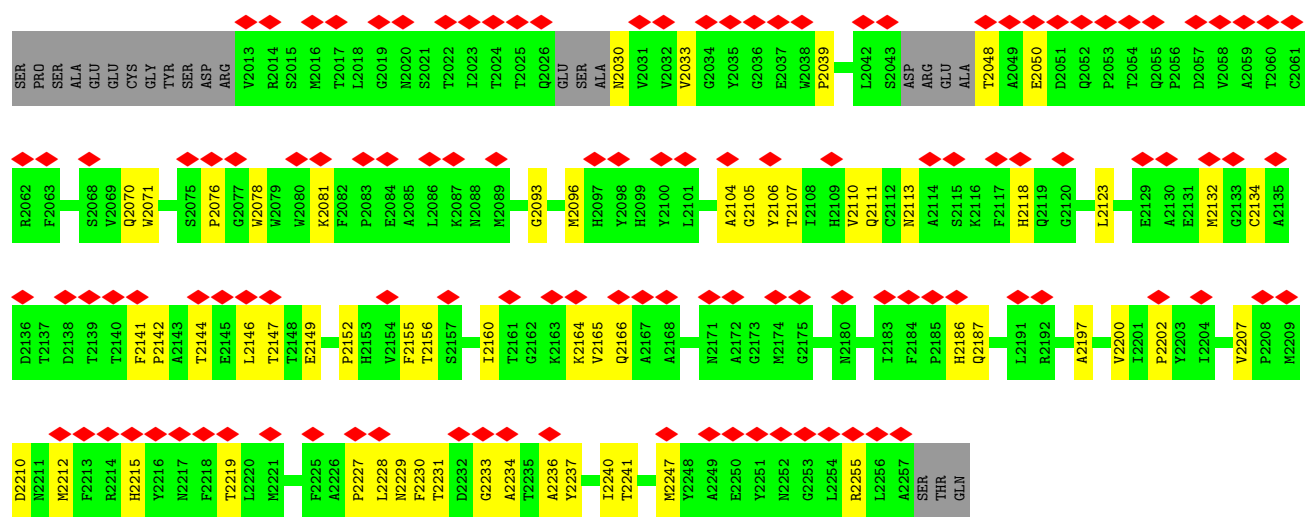 SER PRO SER ALA GLU GLU CYS GLY TYR SER ASP ARG V2013 R2014 S2015 M2016 T2017 L2018 G2019 N2020 S2021 T2022 I2023 T2024 T2025 Q2026 GLU SER ALA N2030 V2031 V2032 V2033 G2034 Y2035 G2036 E2037 W2038 P2039 L2042 S2043 ASP ARG GLU ALA T2048 A2049 E2050 D2051 Q2052 P2053 T2054 Q2055 P2056 D2057 V2058 A2059 T2060 C2061
R2062 F2063 S2068 V2069 Q2070 W2071 S2075 P2076 G2077 W2078 W2079 W2080 K2081 F2082 P2083 E2084 A2085 L2086 K2087 N2088 M2089 G2093 M2096 H2097 Y2098 H2099 Y2100 L2101 A2104 G2105 Y2106 T2107 I2108 H2109 V2110 Q2111 C2112 N2113 A2114 S2115 K2116 F2117 H2118 Q2119 G2120 L2123 E2129 A2130 E2131 M2132 G2133 C2134 A2135
D2136 T2137 D2138 T2139 T2140 F2141 P2142 A2143 T2144 E2145 L2146 T2147 T2148 E2149 P2152 H2153 V2154 F2155 T2156 S2157 I2160 T2161 G2162 K2163 K2164 V2165 Q2166 A2167 A2168 N2171 A2172 G2173 M2174 G2175 N2180 I2183 F2184 P2185 H2186 Q2187 L2191 R2192 A2197 V2200 I2201 P2202 Y2203 I2204 V2207 P2208 M2209
D2210 N2211 M2212 F2213 R2214 H2215 Y2216 N2217 F2218 T2219 L2220 M2221 F2225 A2226 P2227 L2228 N2229 F2230 T2231 D2232 G2233 A2234 T2235 A2236 Y2237 I2240 T2241 M2247 Y2248 A2249 E2250 Y2251 N2252 G2253 L2254 R2255 L2256 A2257 SER THR GLN